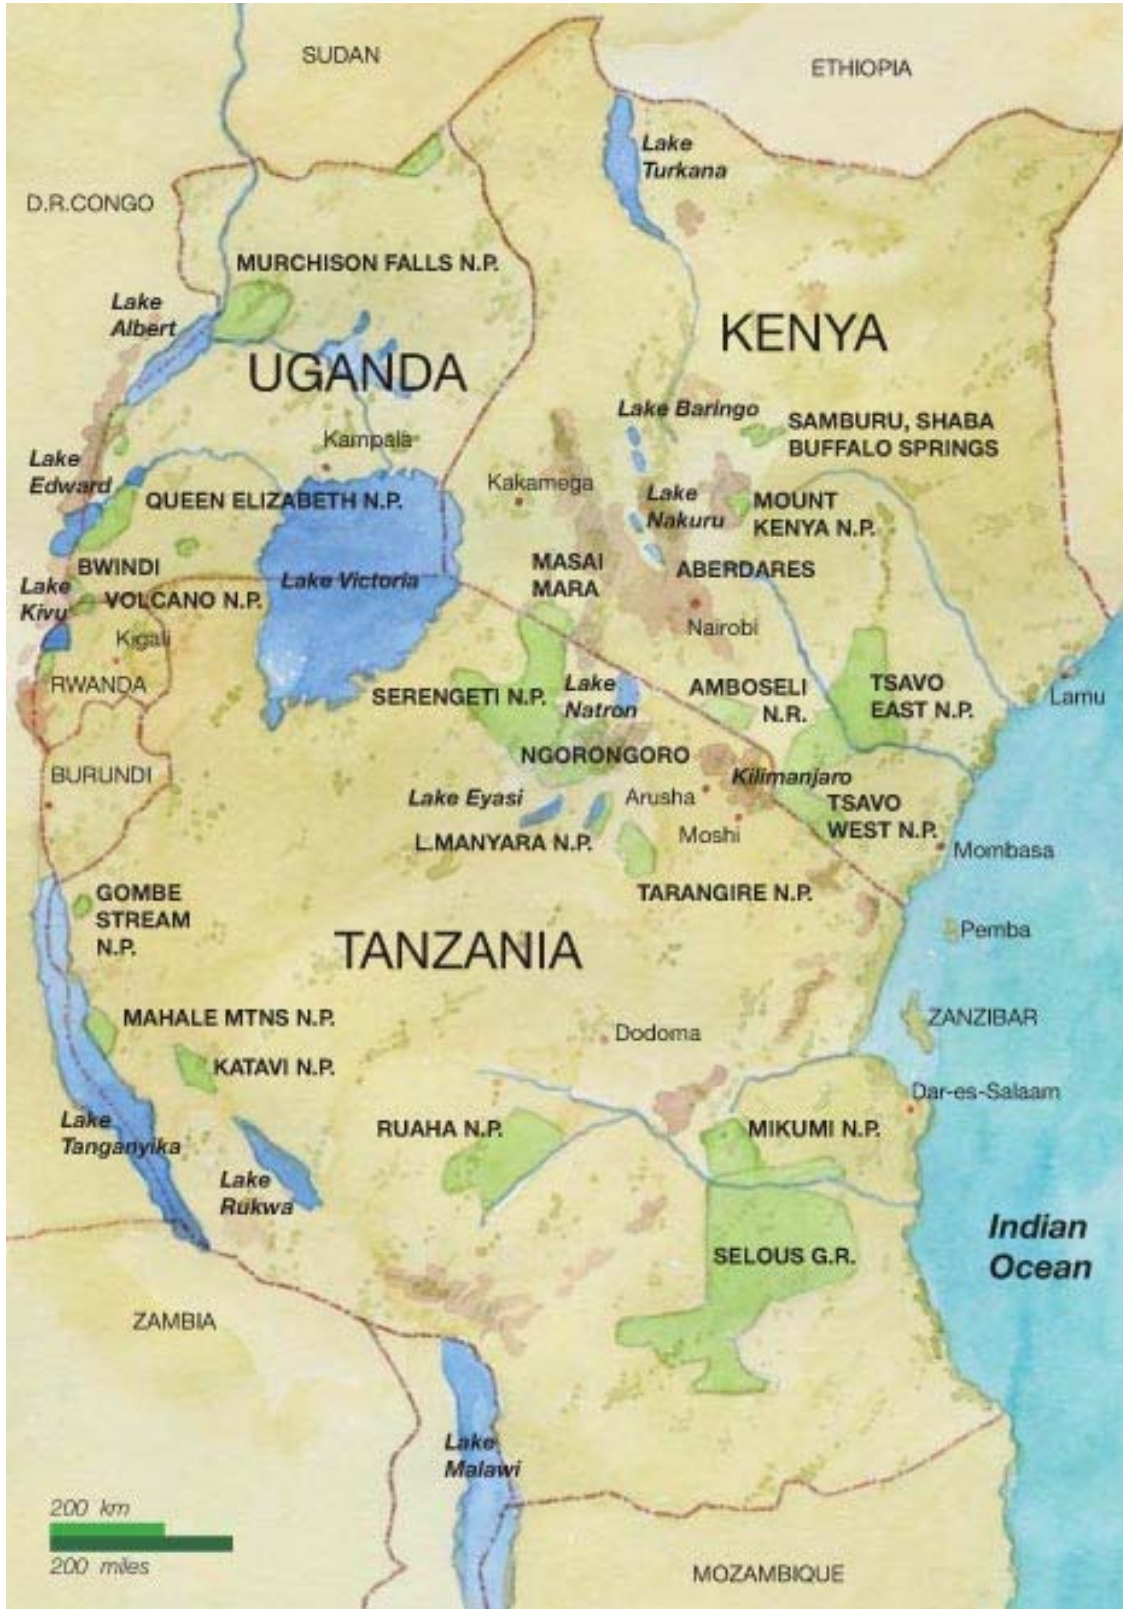 SUDAN
ETHIOPIA
Lake
Turkana
D.R.CONGO
MURCHISON FALLS N.P.
Lake
Albert
KENYA
UGANDA
Lake Baringo
SAMBURU, SHABA
BUFFALO SPRINGS
Kampala
Lake
Edward
Kakamega
QUEEN ELIZABETH N.P.
Lake
Nakuru
MOUNT
KENYA N.P.
BWINDI
MASAI
MARA
ABERDARES
Lake Victoria
Lake
Kivu
VOLCANO N.P.
Kigali
Nairobi
RWANDA
SERENGETI N.P.
Lake
Natron
AMBOSELI
N.R.
TSAVO
EAST N.P.
Lamu
NGORONGORO
BURUNDI
Kilimanjaro
Lake Eyasi
Arusha
TSAVO
WEST N.P.
L.MANYARA N.P.
Moshi
Mombasa
TARANGIRE N.P.
GOMBE
STREAM
N.P.
Pemba
TANZANIA
MAHALE MTNS N.P.
ZANZIBAR
Dodoma
KATAVI N.P.
Dar-es-Salaam
Lake
Tanganyika
RUAHA N.P.
MIKUMI N.P.
Lake
Rukwa
Indian
Ocean
SELOUS G.R.
ZAMBIA
Lake
Malawi
200 km
200 miles
MOZAMBIQUE